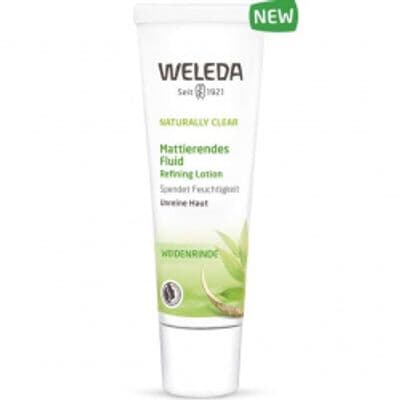 NEW
WELEDA
Seit 1921
NATURALLY CLEAR
Mattierendes
Fluid
Refining Lotion
Spendet Feuchtigkeit
Unreine Haut
WEIDENRINDE